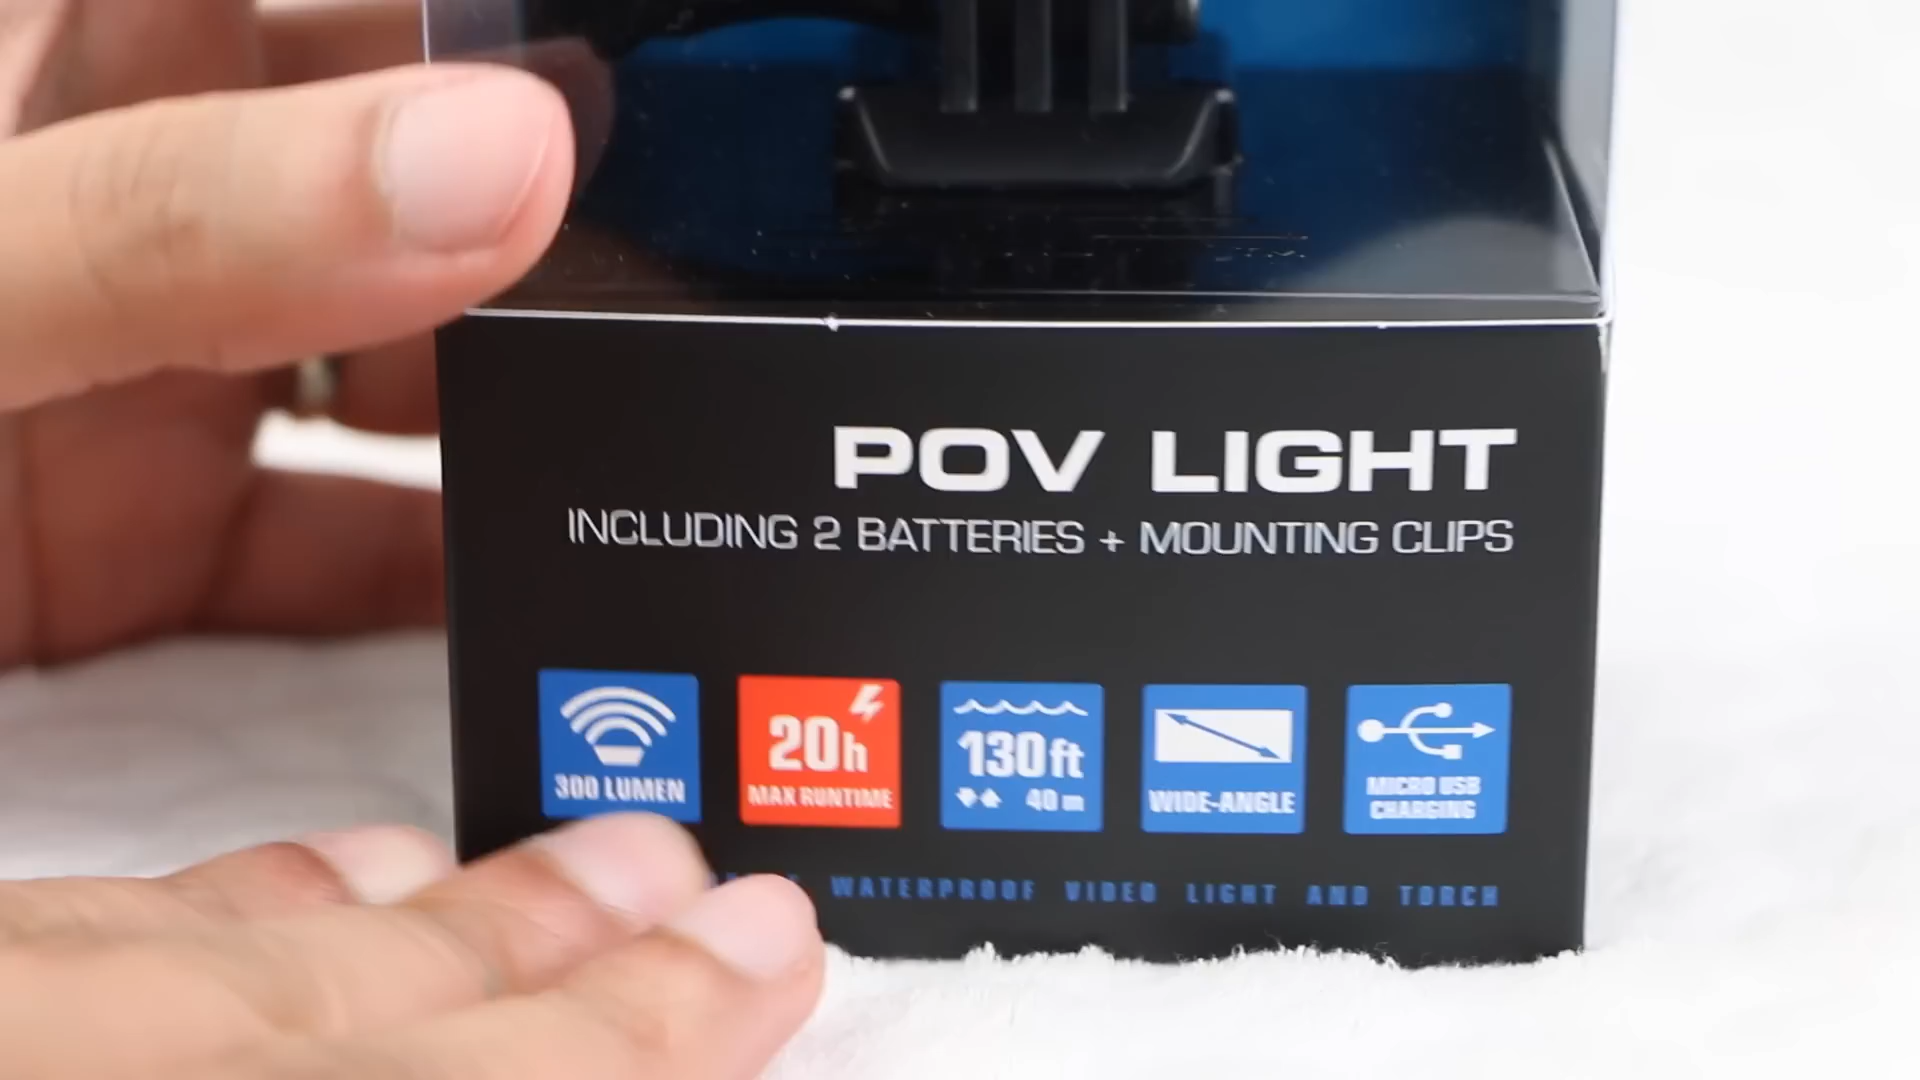 POV LIGHT
INCLUDING 2 BATTERIES + MOUNTING CLIPS
300 LUMEN
20h
MAX RUNTIME
130ft
40 m
WIDE-ANGLE
MICRO USB
CHARGING
WATERPROOF VIDEO LIGHT AND TORCH